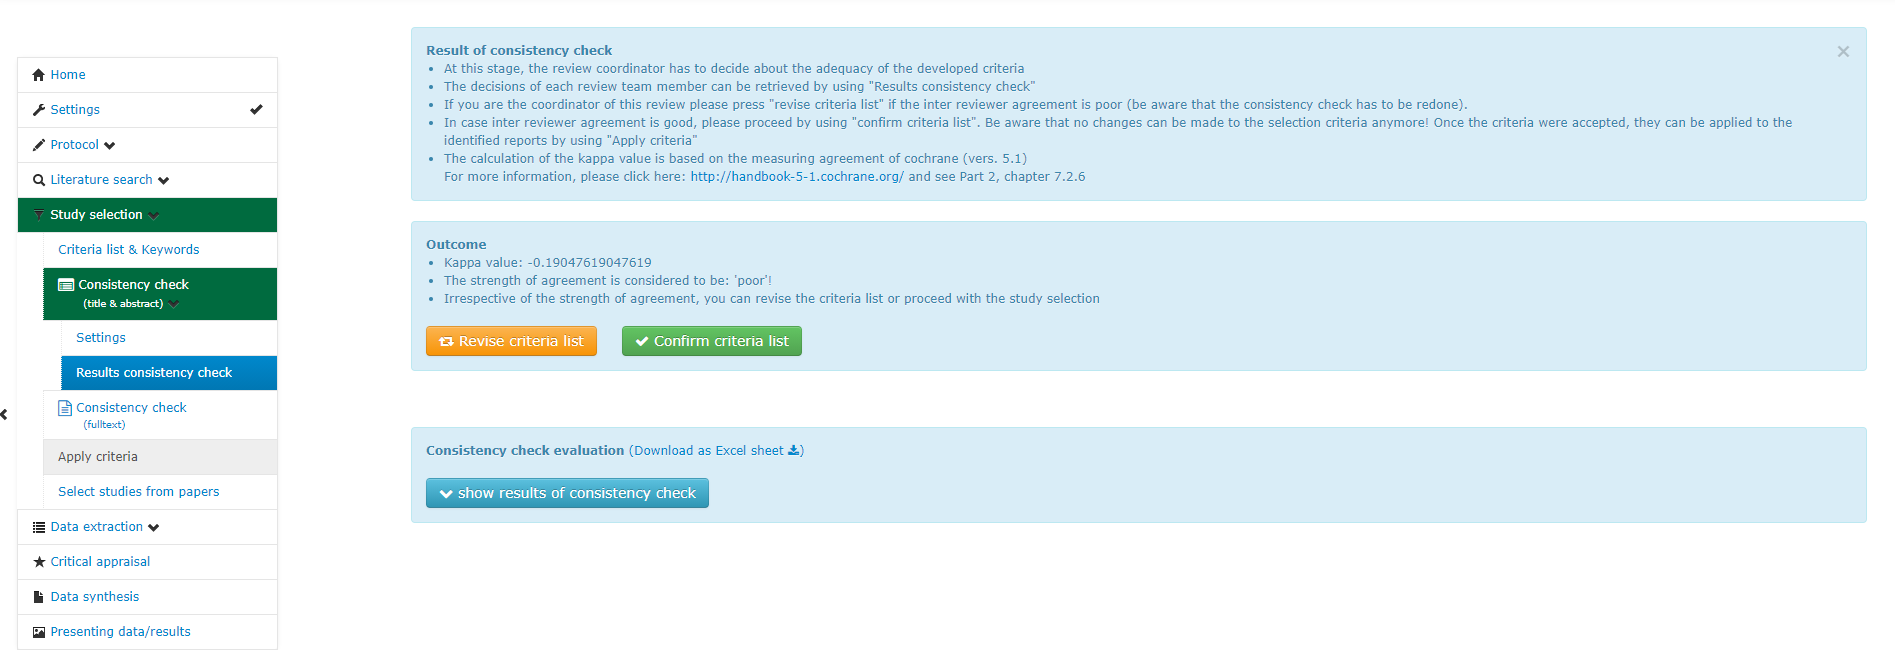 Home
Settings
Protocol
Literature search
Study selection
Criteria list & Keywords
Consistency check
(title & abstract)
Settings
Results consistency check
Consistency check
(fulltext)
Apply criteria
Select studies from papers
Data extraction
Critical appraisal
Data synthesis
Presenting data/results
Result of consistency check
At this stage, the review coordinator has to decide about the adequacy of the developed criteria
The decisions of each review team member can be retrieved by using "Results consistency check"
If you are the coordinator of this review please press "revise criteria list" if the inter reviewer agreement is poor (be aware that the consistency check has to be redone).
In case inter reviewer agreement is good, please proceed by using "confirm criteria list". Be aware that no changes can be made to the selection criteria anymore! Once the criteria were accepted, they can be applied to the
identified reports by using "Apply criteria"
The calculation of the kappa value is based on the measuring agreement of cochrane (vers. 5.1)
For more information, please click here: http://handbook-5-1.cochrane.org/ and see Part 2, chapter 7.2.6
Outcome
Kappa value: -0.19047619047619
The strength of agreement is considered to be: 'poor'!
Irrespective of the strength of agreement, you can revise the criteria list or proceed with the study selection
Revise criteria list
Confirm criteria list
Consistency check evaluation (Download as Excel sheet)
show results of consistency check